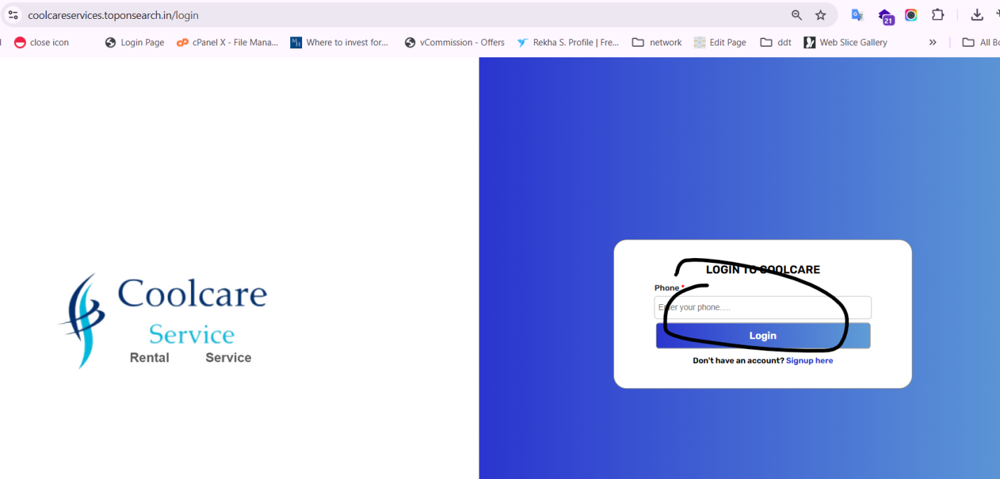 coolcareservices.toponsearch.in/login
21
close icon
Login Page
cPanel X - File Mana...
Where to invest for...
vCommission - Offers
Rekha S. Profile | Fre...
network
Edit Page
ddt
Web Slice Gallery
»
All Bo
Coolcare
Service
Rental Service
LOGIN TO COOLCARE
Phone *
Enter your phone.....
Login
Don't have an account? Signup here